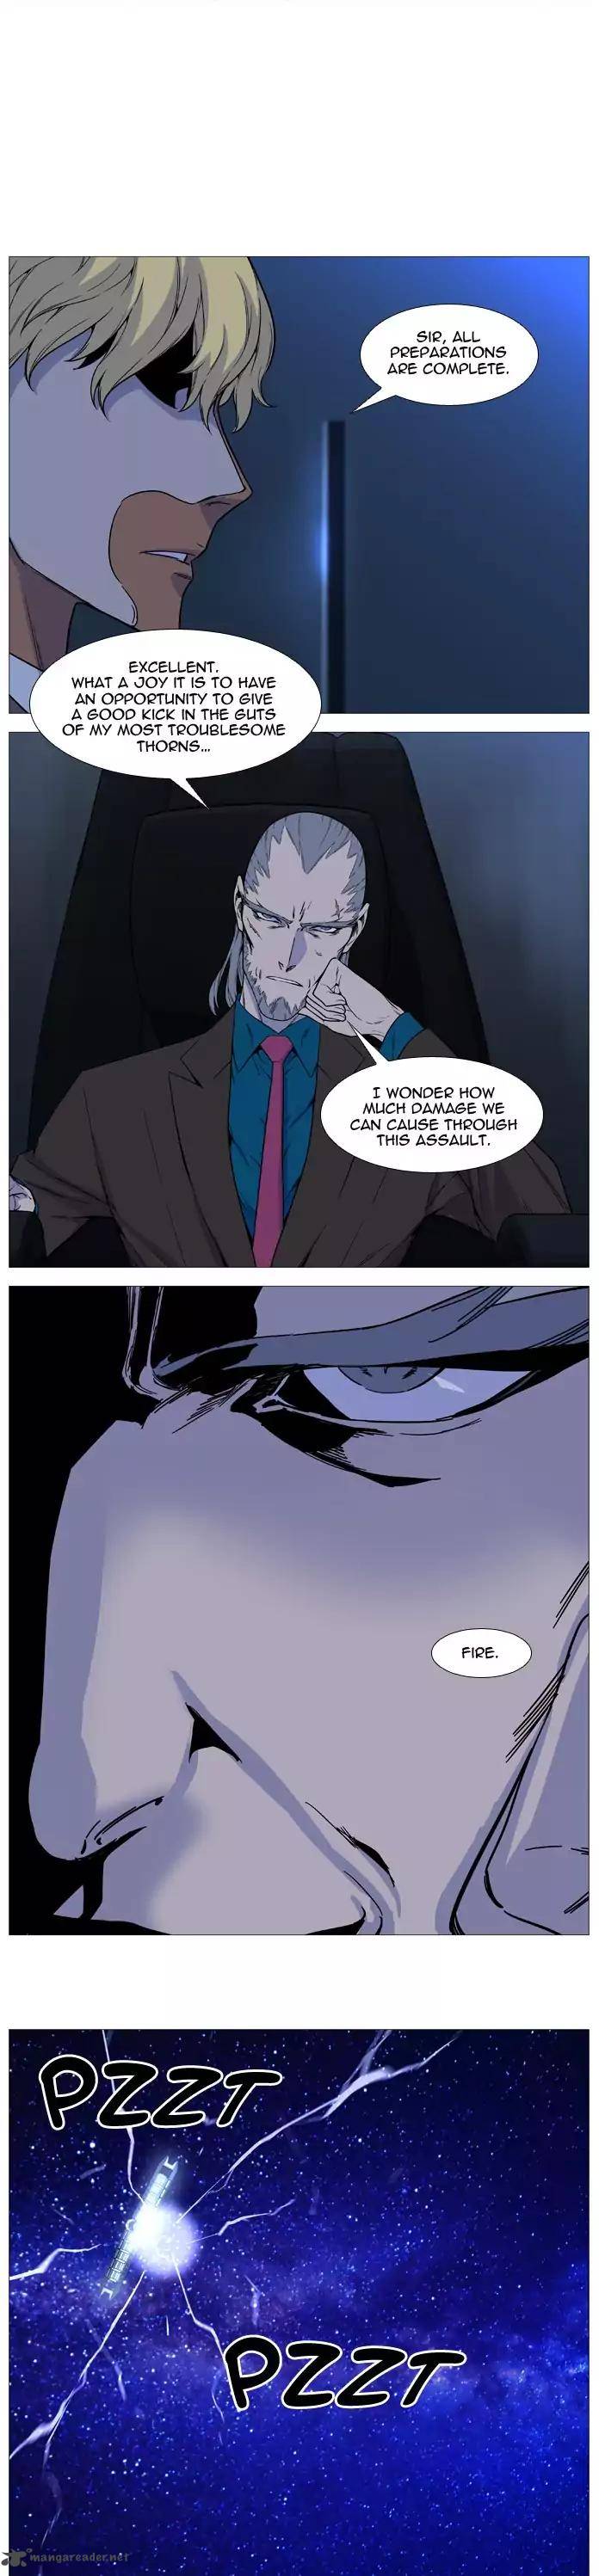 SIR, ALL
PREPARATIONS
ARE COMPLETE.
EXCELLENT.
WHAT A JOY IT IS TO HAVE
AN OPPORTUNITY TO GIVE
A GOOD KICK IN THE GUTS
OF MY MOST TROUBLESOME
THORNS...
I WONDER HOW
MUCH DAMAGE WE
CAN CAUSE THROUGH
THIS ASSAULT.
FIRE.
PZZT
PZZT
mangareader.net